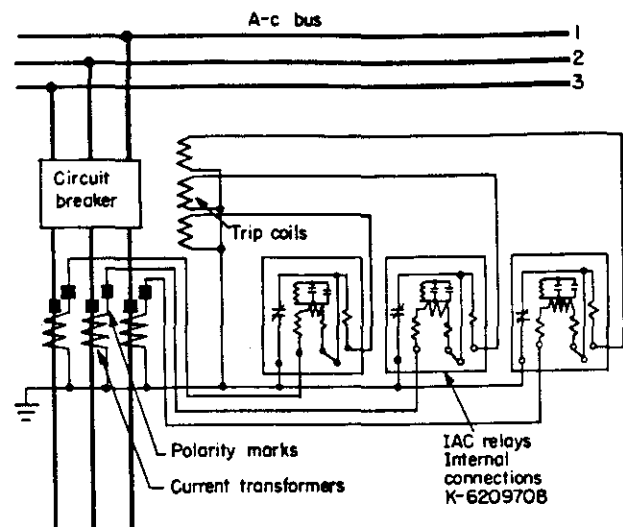 A-c bus
1
2
3
Circuit
breaker
Trip coils
Polarity marks
Current transformers
IAC relays
Internal
connections
K-6209708